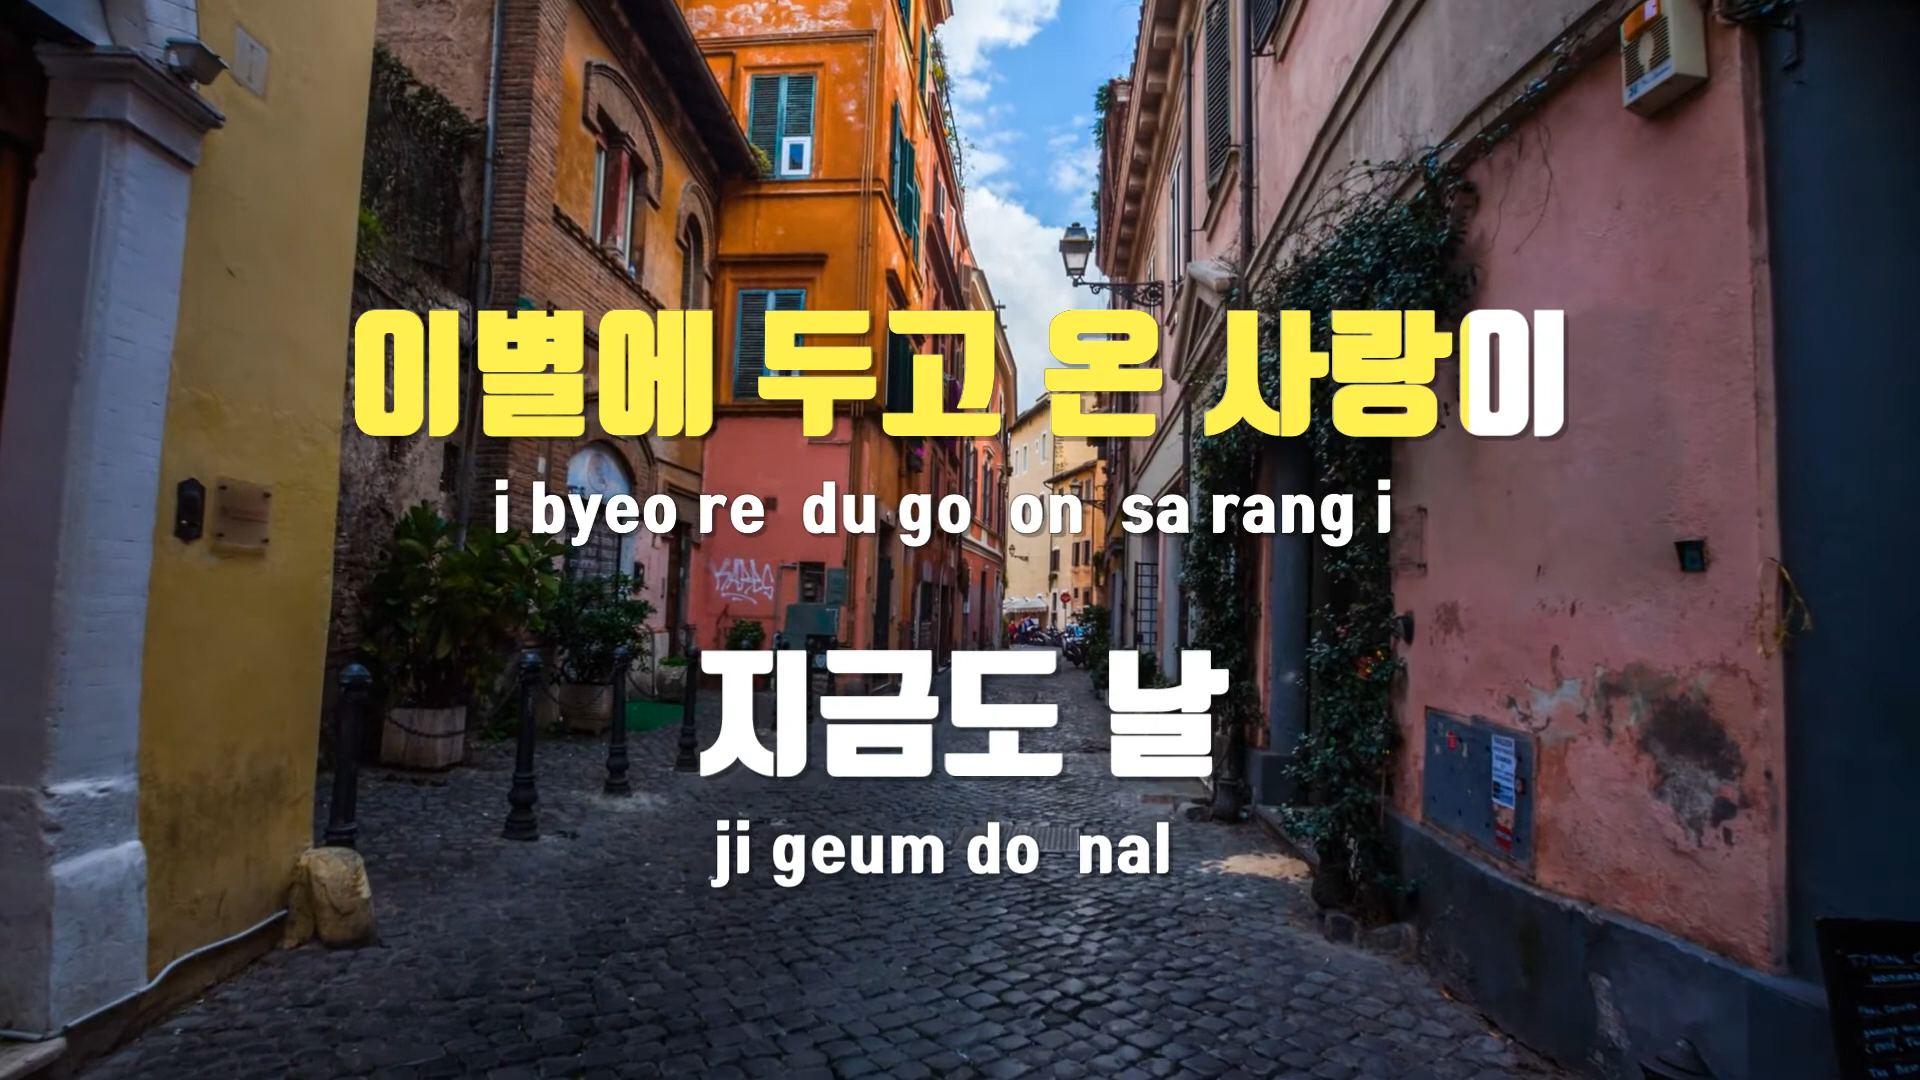 이별에 두고 온 사랑이
i byeo re du go on sa rang i
지금도 날
ji geum do nal